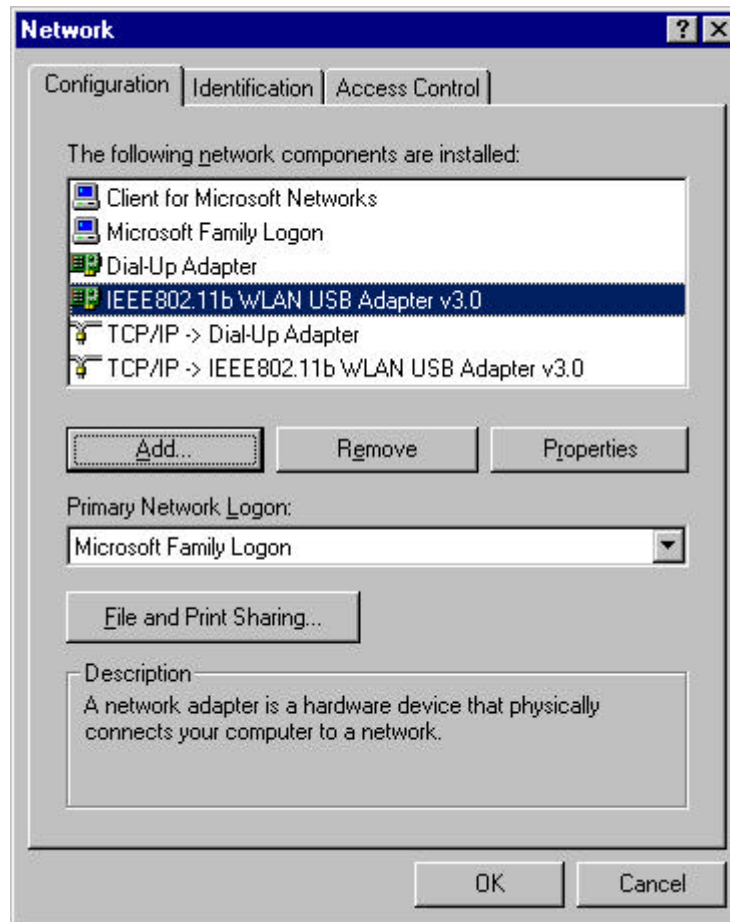 Network
Configuration
Identification
Access Control
The following network components are installed:
Client for Microsoft Networks
Microsoft Family Logon
Dial-Up Adapter
IEEE802.11b WLAN USB Adapter v3.0
TCP/IP -> Dial-Up Adapter
TCP/IP -> IEEE802.11b WLAN USB Adapter v3.0
Add...
Remove
Properties
Primary Network Logon:
Microsoft Family Logon
File and Print Sharing...
Description
A network adapter is a hardware device that physically
connects your computer to a network.
OK
Cancel